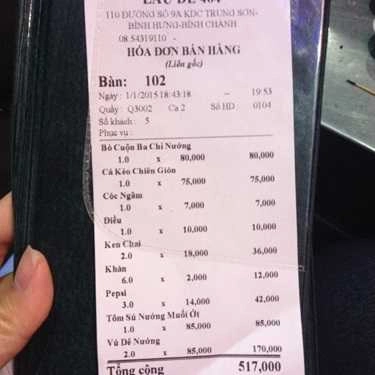 LẨU DÊ 404
110 ĐƯỜNG SỐ 9A KDC TRUNG SƠN-
BÌNH HƯNG-BÌNH CHÁNH
08 54319110 -
HÓA ĐƠN BÁN HÀNG
(Liên gốc)
Bàn: 102
Ngày : 1/1/2015 18:43:18 -- 19:53
Quầy : Q3002 Ca 2 Số HD : 0104
Số khách : 5
Phục vụ :
Bò Cuộn Ba Chỉ Nướng
1.0 x 80,000 80,000
Cá Kèo Chiên Giòn
1.0 x 75,000 75,000
Cóc Ngâm
1.0 x 7,000 7,000
Điều
1.0 x 10,000 10,000
Ken Chai
2.0 x 18,000 36,000
Khăn
6.0 x 2,000 12,000
Pepsi
3.0 x 14,000 42,000
Tôm Sú Nướng Muối Ớt
1.0 x 85,000 85,000
Vú Dê Nướng
2.0 x 85,000 170,000
Tổng cộng 517,000